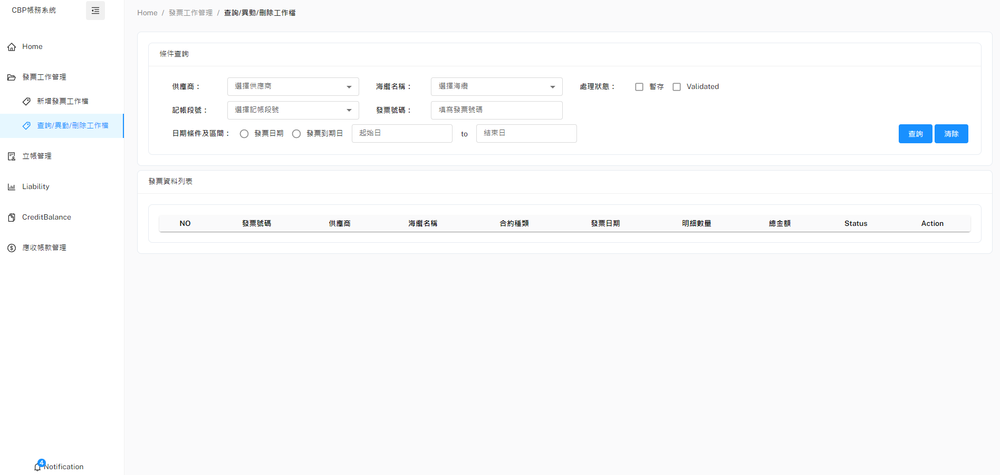 CBP帳務系統
Home / 發票工作管理 / 查詢/異動/刪除工作檔
Home
發票工作管理
新增發票工作檔
查詢/異動/刪除工作檔
立帳管理
Liability
CreditBalance
應收帳款管理
4
Notification
條件查詢
供應商： 選擇供應商 海纜名稱： 選擇海纜 處理狀態： 暫存 Validated
記帳段號： 選擇記帳段號 發票號碼： 填寫發票號碼
日期條件及區間： 發票日期 發票到期日 起始日 to 結束日 查詢 清除
發票資料列表
NO 發票號碼 供應商 海纜名稱 合約種類 發票日期 明細數量 總金額 Status Action